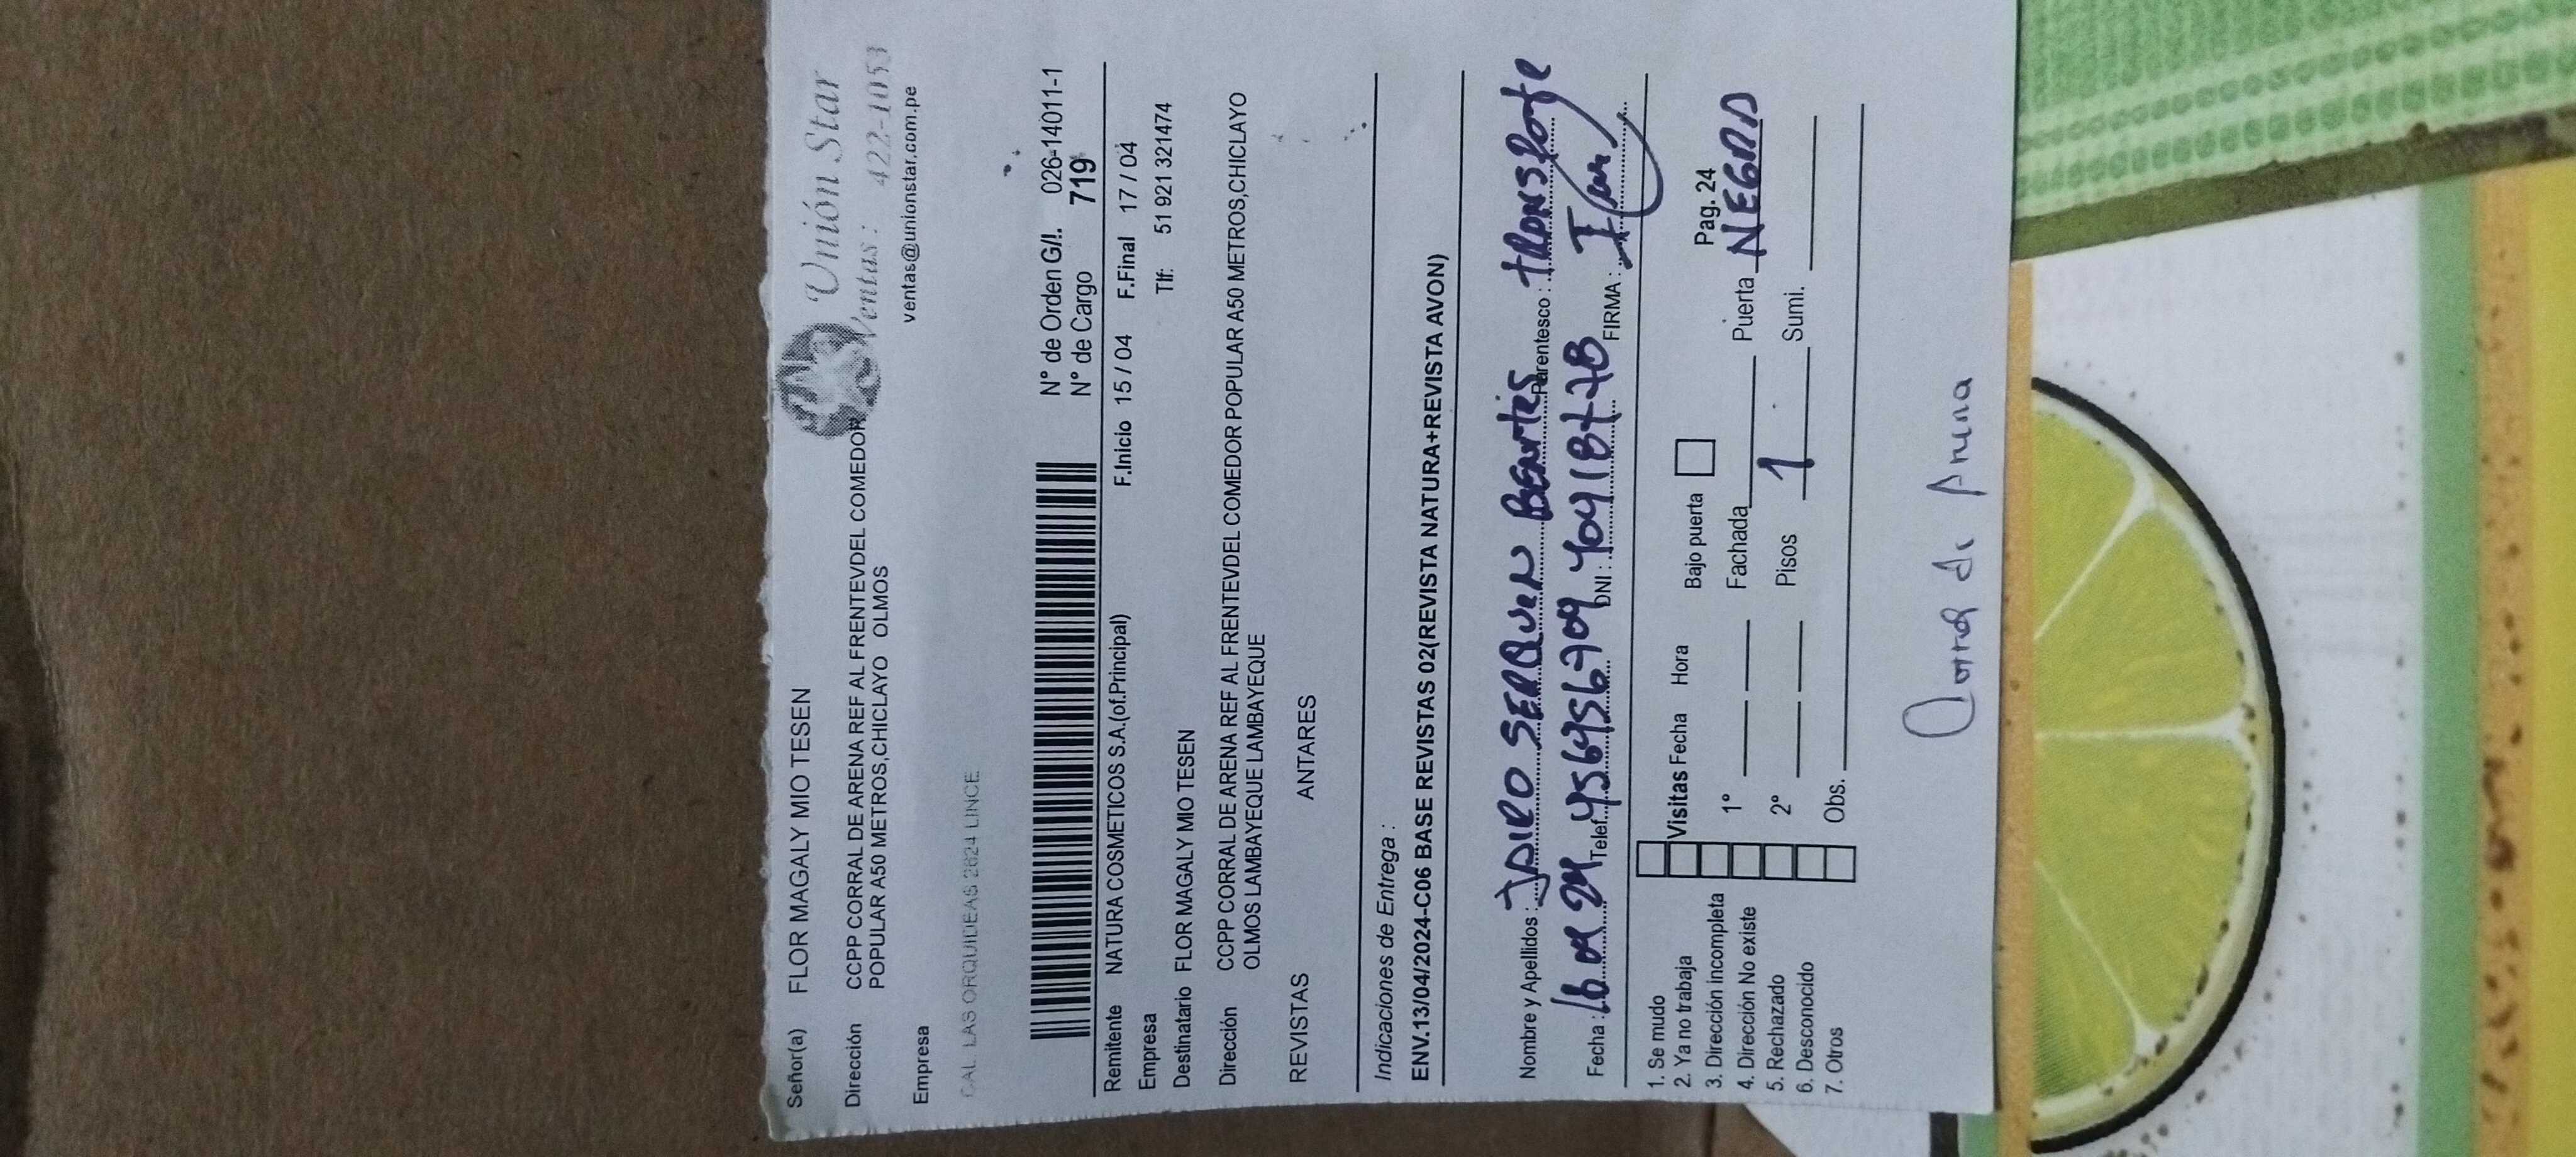 Unión Star
Ventas : 422-1053
ventas@unionstar.com.pe
Señor(a) FLOR MAGALY MIO TESEN
Dirección CCPP CORRAL DE ARENA REF AL FRENTEVDEL COMEDOR
POPULAR A50 METROS,CHICLAYO OLMOS
Empresa
CAL. LAS ORQUIDEAS 2624 LINCE
N° de Orden G/I. 026-14011-1
N° de Cargo 719
Remitente NATURA COSMETICOS S.A.(of.Principal) F.Inicio 15 / 04 F.Final 17 / 04
Empresa
Destinatario FLOR MAGALY MIO TESEN Tlf: 51 921 321474
Dirección CCPP CORRAL DE ARENA REF AL FRENTEVDEL COMEDOR POPULAR A50 METROS,CHICLAYO
OLMOS LAMBAYEQUE LAMBAYEQUE
REVISTAS ANTARES
Indicaciones de Entrega :
ENV.13/04/2024-C06 BASE REVISTAS 02(REVISTA NATURA+REVISTA AVON)
Nombre y Apellidos : JAIRO SERQUEN Parentesco :
Fecha : 16 04 24 Telef. DNI : FIRMA :
1. Se mudo
2. Ya no trabaja
3. Dirección incompleta
4. Dirección No existe
5. Rechazado
6. Desconocido
7. Otros
Visitas Fecha Hora Bajo puerta Pag. 24
1° Fachada Puerta NEGRA
2° Pisos 1 Sumi.
Obs.